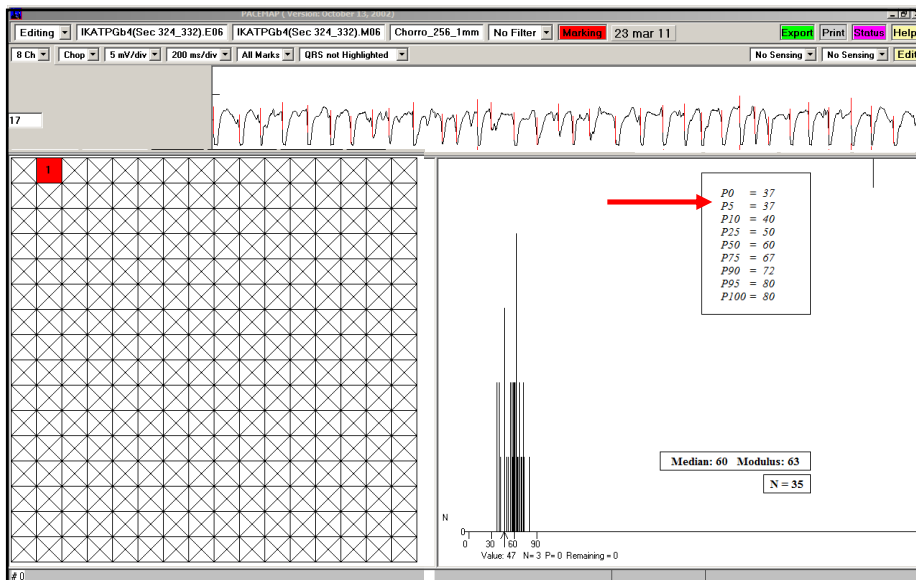 PACEMAP ( Version: October 13, 2002)
Editing IKATPGb4(Sec 324_332).E06 IKATPGb4(Sec 324_332).M06 Chorro_256_1mm No Filter Marking 23 mar 11 Export Print Status Help
8 Ch Chop 5 mV/div 200 ms/div All Marks QRS not Highlighted No Sensing No Sensing Edit
17
1
P0 = 37
P5 = 37
P10 = 40
P25 = 50
P50 = 60
P75 = 67
P90 = 72
P95 = 80
P100 = 80
Median: 60 Modulus: 63
N = 35
N
0
0 30 60 90
Value: 47 N= 3 P= 0 Remaining = 0
# 0